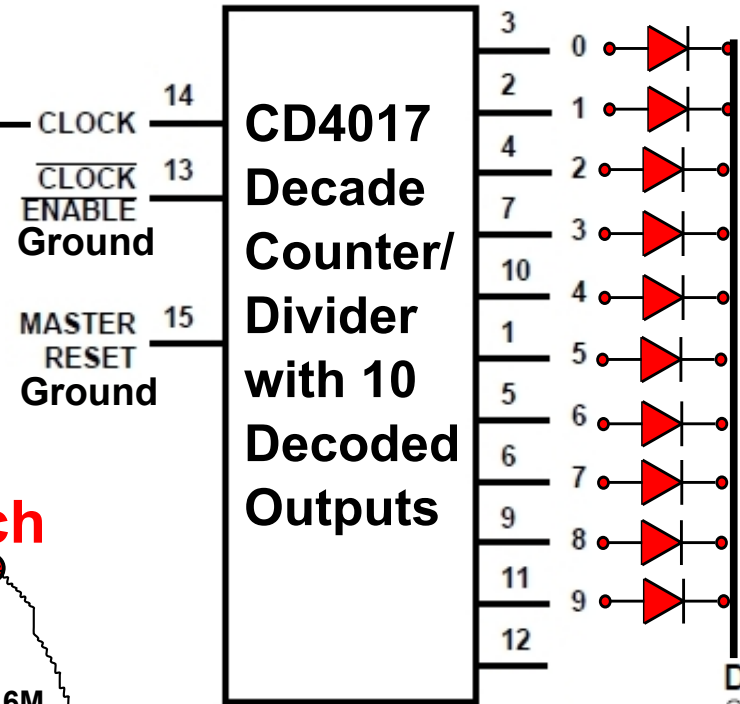 14
CLOCK
13
CLOCK
ENABLE
Ground
15
MASTER
RESET
Ground
ch
6M
CD4017
Decade
Counter/
Divider
with 10
Decoded
Outputs
3 0
2 1
4 2
7 3
10 4
1 5
5 6
6 7
9 8
11 9
12
D